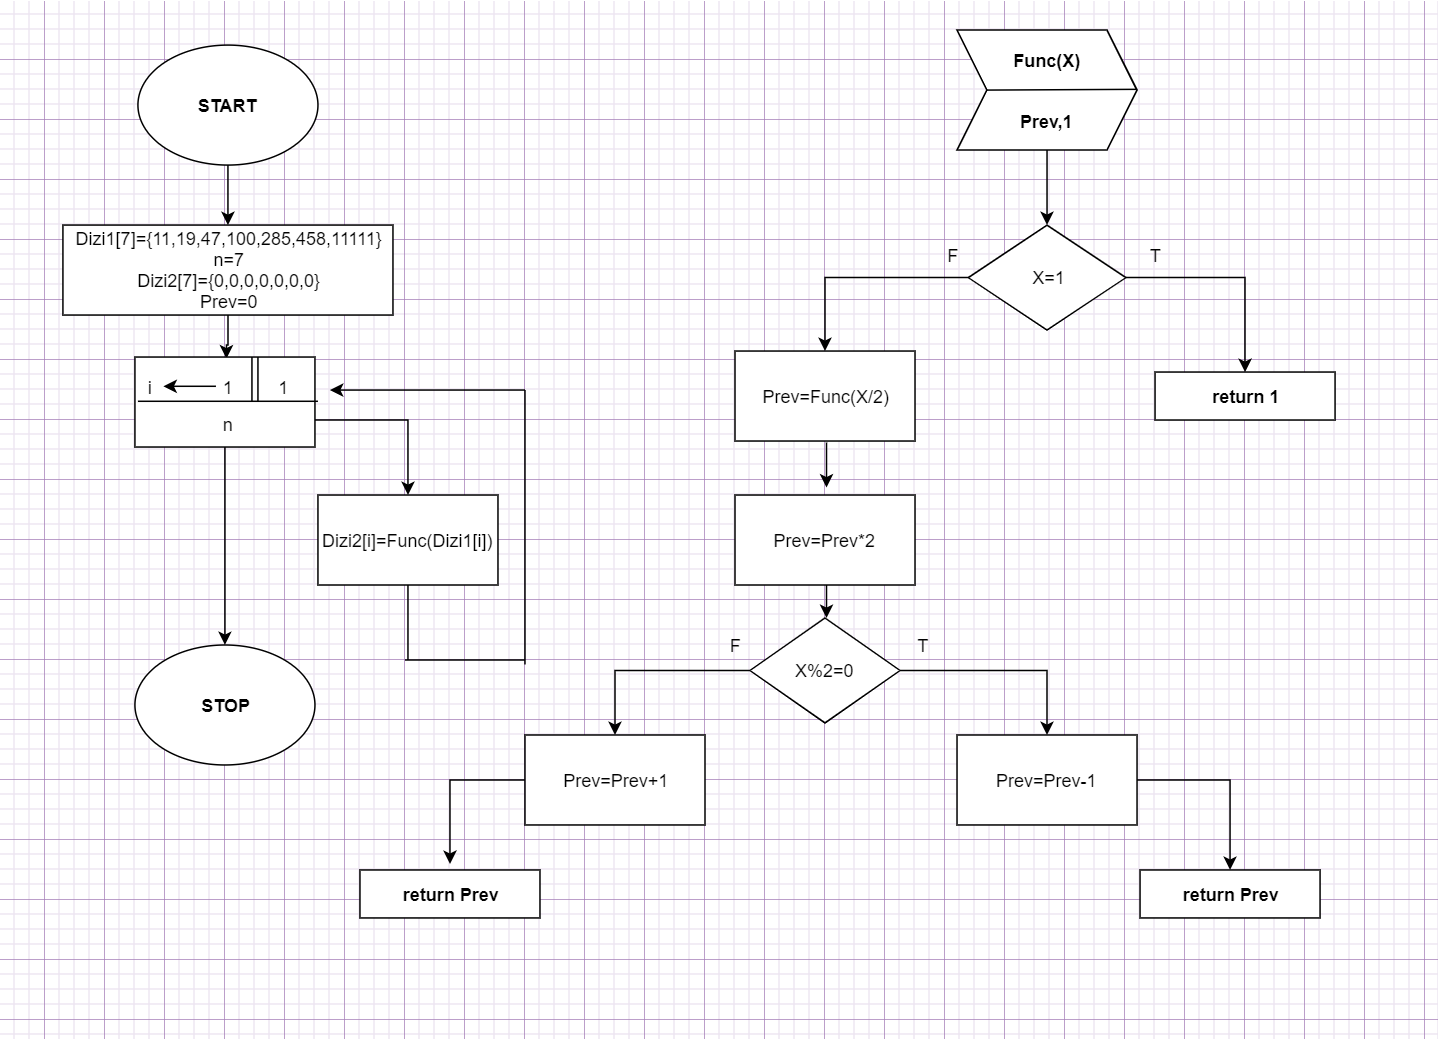 START
Dizi1[7]={11,19,47,100,285,458,11111}
n=7
Dizi2[7]={0,0,0,0,0,0,0}
Prev=0
i 1 1
n
Dizi2[i]=Func(Dizi1[i])
STOP
Func(X)
Prev,1
X=1
F
T
Prev=Func(X/2)
return 1
Prev=Prev*2
X%2=0
F
T
Prev=Prev+1
Prev=Prev-1
return Prev
return Prev